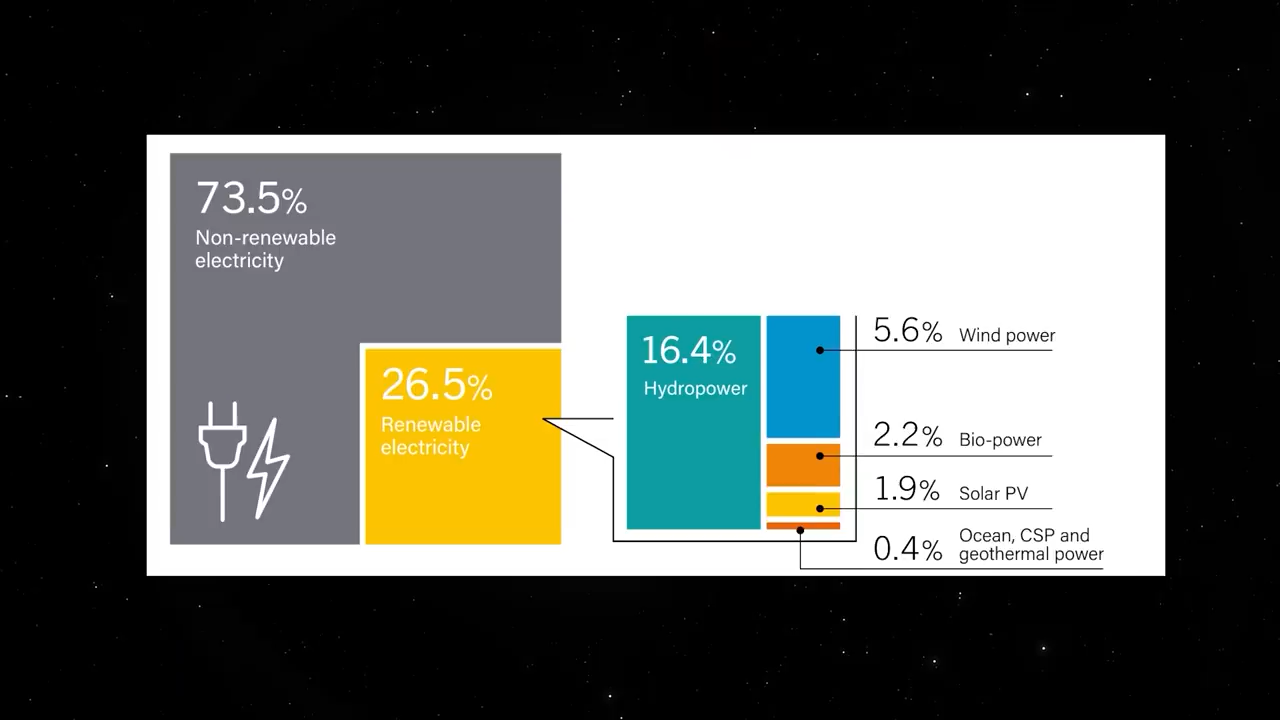 73.5%
Non-renewable
electricity
26.5%
Renewable
electricity
16.4%
Hydropower
5.6% Wind power
2.2% Bio-power
1.9% Solar PV
0.4% Ocean, CSP and
geothermal power